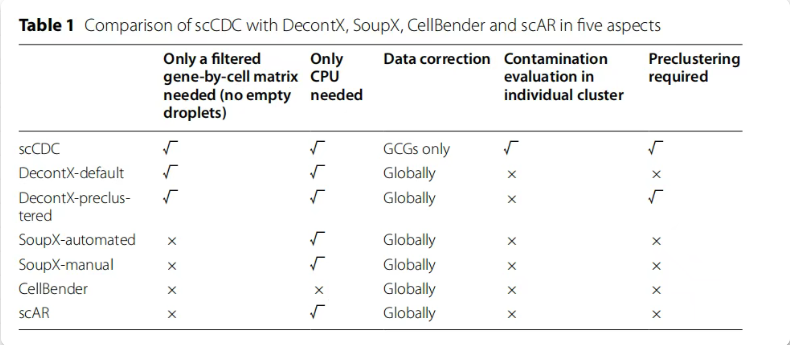 Table 1 Comparison of scCDC with DecontX, SoupX, CellBender and scAR in five aspects
Only a filtered gene-by-cell matrix needed (no empty droplets) Only CPU needed Data correction Contamination evaluation in individual cluster Preclustering required
scCDC √ √ GCGs only √ √
DecontX-default √ √ Globally × ×
DecontX-preclus-tered √ √ Globally × √
SoupX-automated × √ Globally × ×
SoupX-manual × √ Globally × ×
CellBender × × Globally × ×
scAR × √ Globally × ×